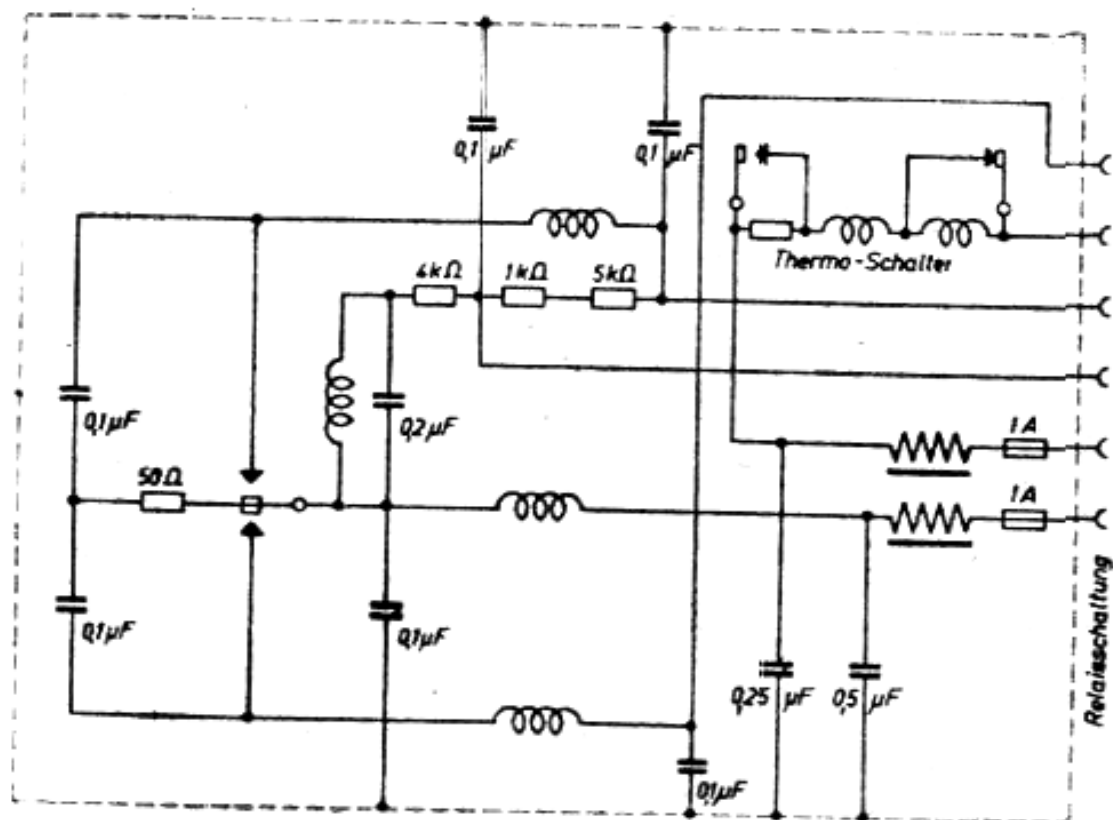 0,1 µF
0,1 µF
Thermo-Schalter
4kΩ
1kΩ
5kΩ
0,1µF
0,2µF
1A
50Ω
1A
0,1µF
0,1µF
0,25 µF
0,5 µF
0,1µF
Relaisschaltung